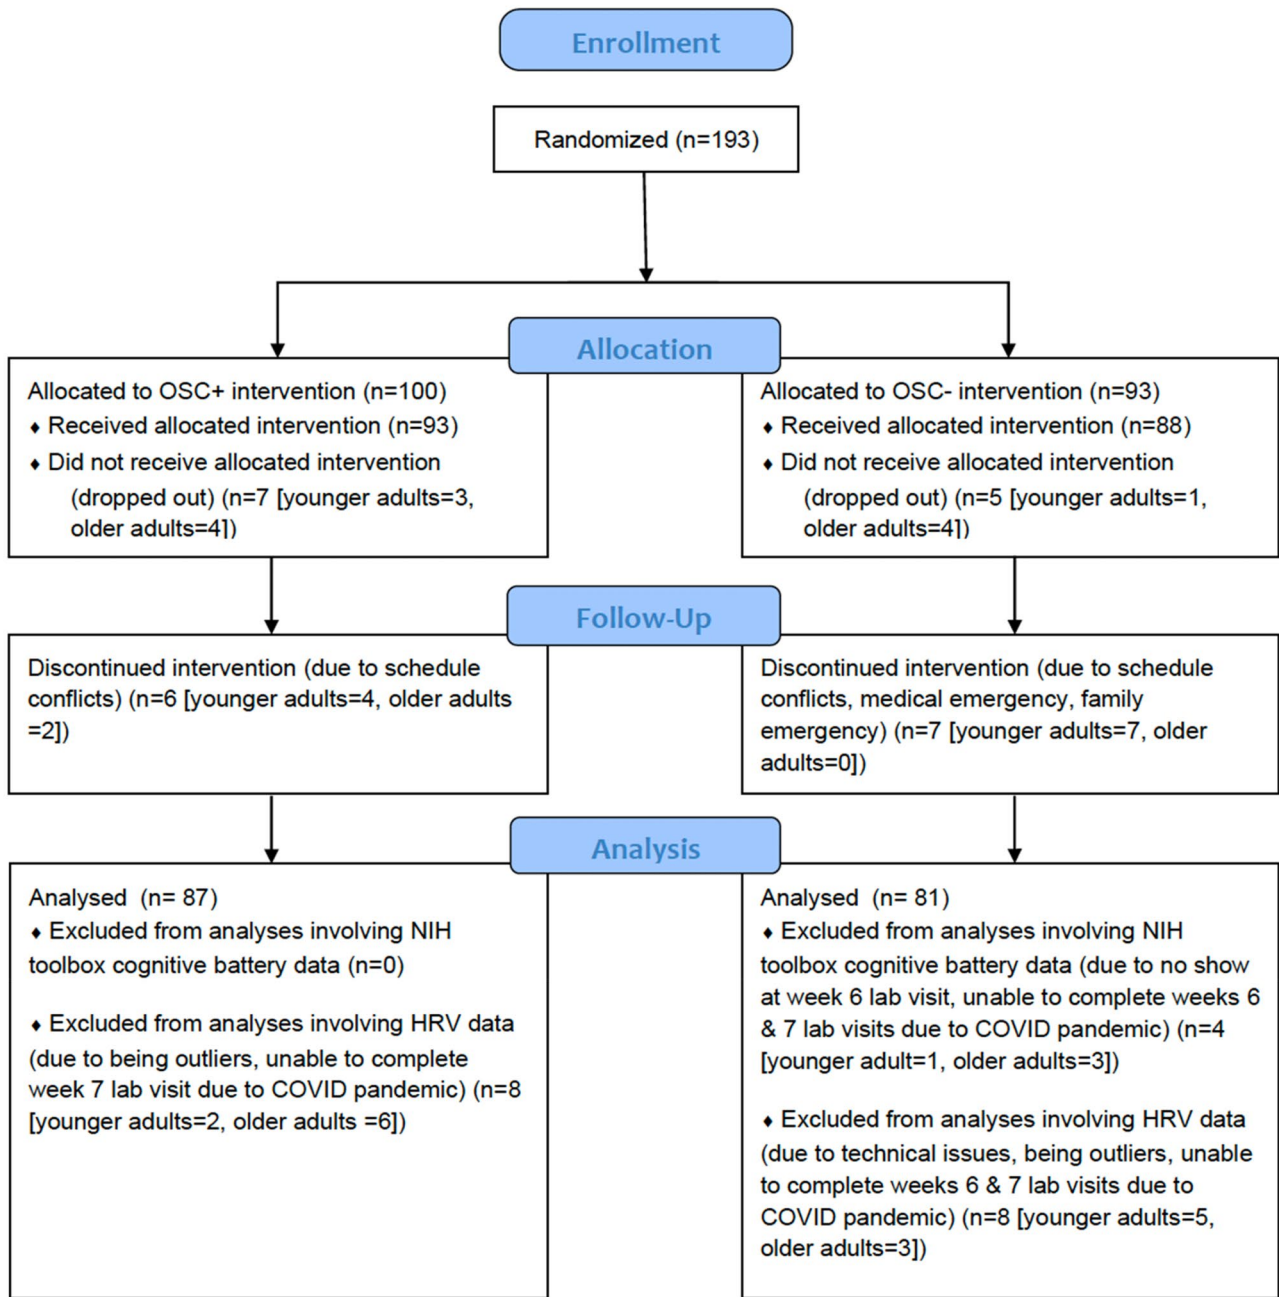 Enrollment
Randomized (n=193)
Allocation
Allocated to OSC+ intervention (n=100)
♦ Received allocated intervention (n=93)
♦ Did not receive allocated intervention
(dropped out) (n=7 [younger adults=3,
older adults=4])
Allocated to OSC- intervention (n=93)
♦ Received allocated intervention (n=88)
♦ Did not receive allocated intervention
(dropped out) (n=5 [younger adults=1,
older adults=4])
Follow-Up
Discontinued intervention (due to schedule
conflicts) (n=6 [younger adults=4, older adults
=2])
Discontinued intervention (due to schedule
conflicts, medical emergency, family
emergency) (n=7 [younger adults=7, older
adults=0])
Analysis
Analysed (n= 87)
♦ Excluded from analyses involving NIH
toolbox cognitive battery data (n=0)
♦ Excluded from analyses involving HRV data
(due to being outliers, unable to complete
week 7 lab visit due to COVID pandemic) (n=8
[younger adults=2, older adults =6])
Analysed (n= 81)
♦ Excluded from analyses involving NIH
toolbox cognitive battery data (due to no show
at week 6 lab visit, unable to complete weeks 6
& 7 lab visits due to COVID pandemic) (n=4
[younger adult=1, older adults=3])
♦ Excluded from analyses involving HRV data
(due to technical issues, being outliers, unable
to complete weeks 6 & 7 lab visits due to
COVID pandemic) (n=8 [younger adults=5,
older adults=3])